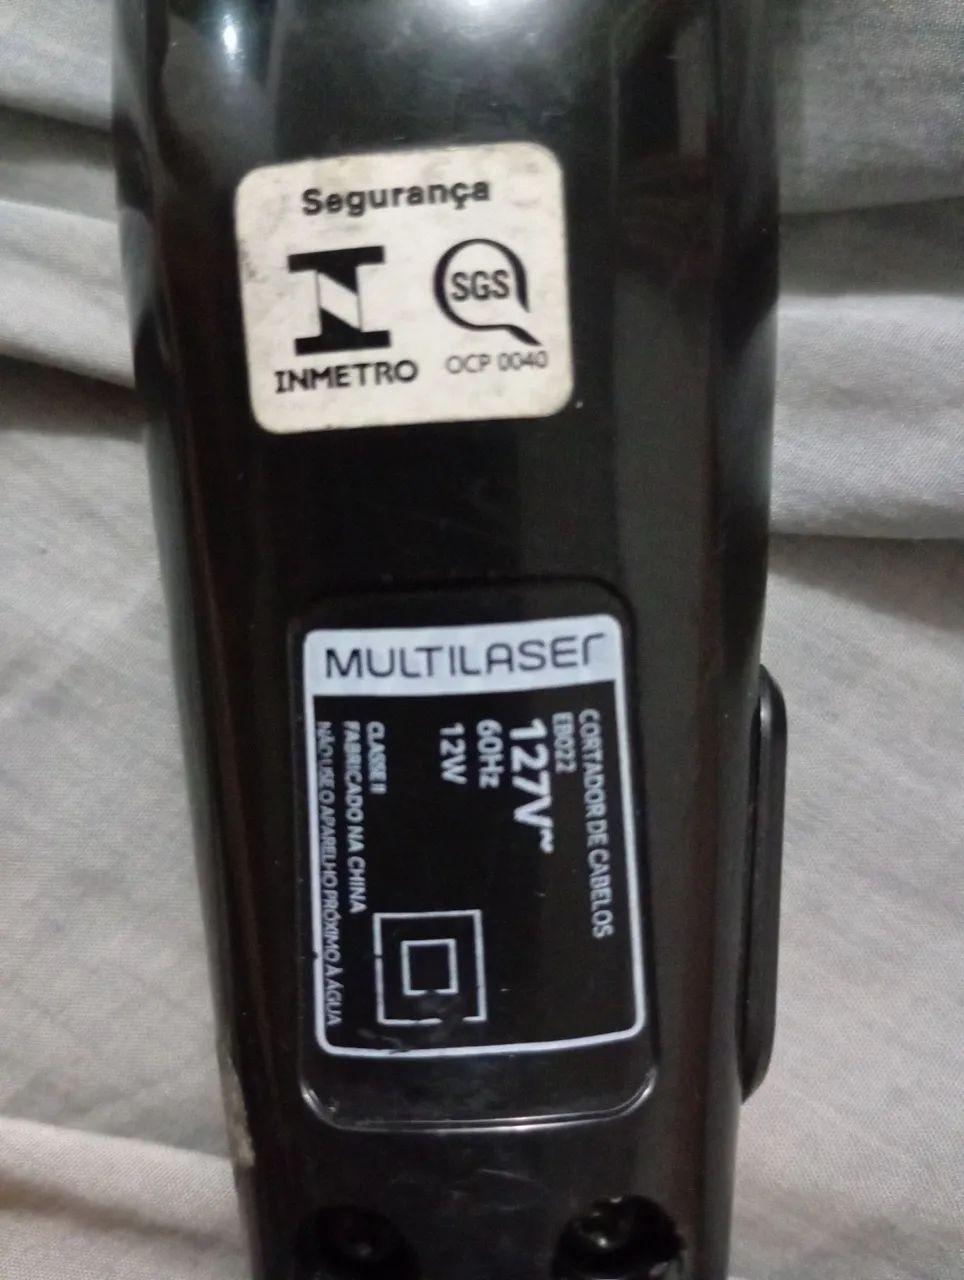 Segurança
SGS
INMETRO
OCP 0040
MULTILASER
CORTADOR DE CABELOS
EB022
127V~
60Hz
12W
CLASSE II
FABRICADO NA CHINA
NÃO USE O APARELHO PRÓXIMO À ÁGUA